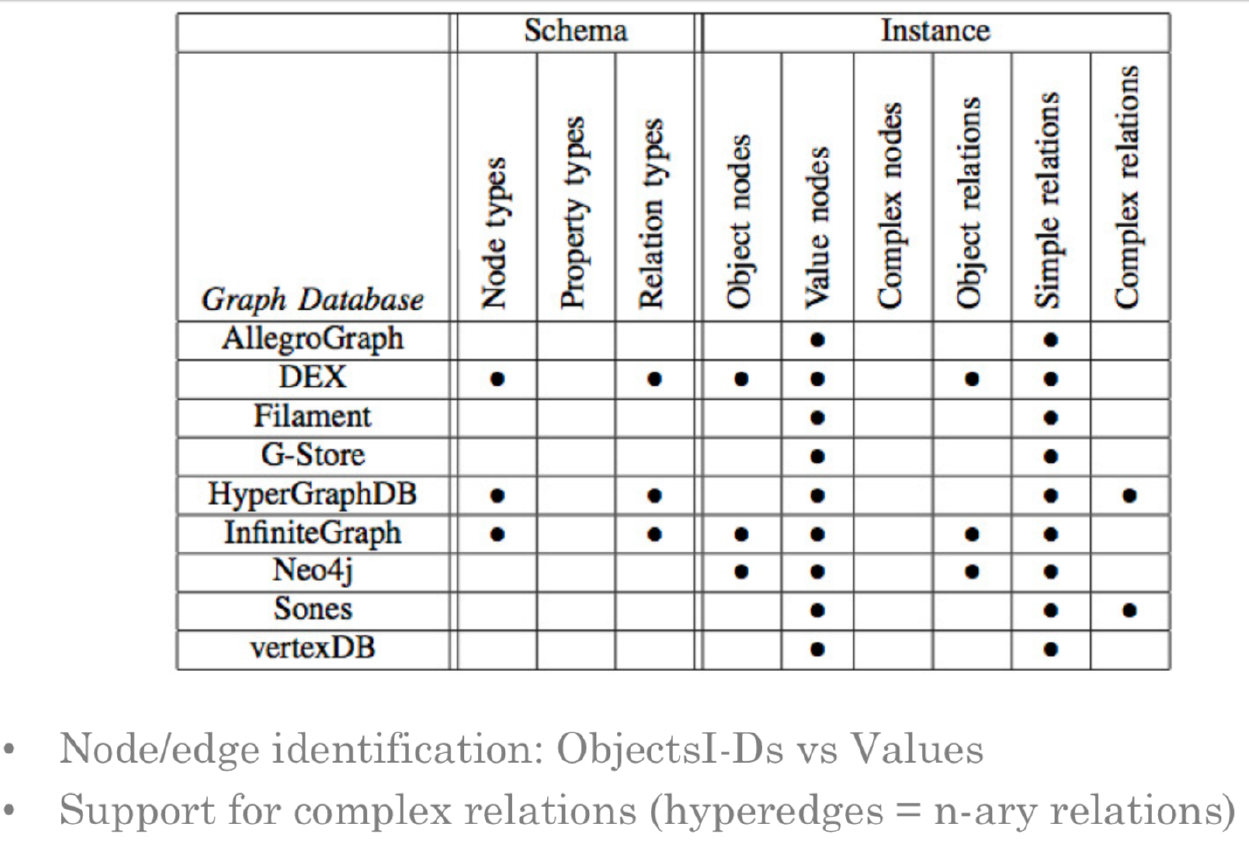 Schema Instance
Graph Database Node types Property types Relation types Object nodes Value nodes Complex nodes Object relations Simple relations Complex relations
AllegroGraph • •
DEX • • • • • •
Filament • •
G-Store • •
HyperGraphDB • • • • •
InfiniteGraph • • • • • •
Neo4j • • • •
Sones • • •
vertexDB • •
• Node/edge identification: ObjectsI-Ds vs Values
• Support for complex relations (hyperedges = n-ary relations)